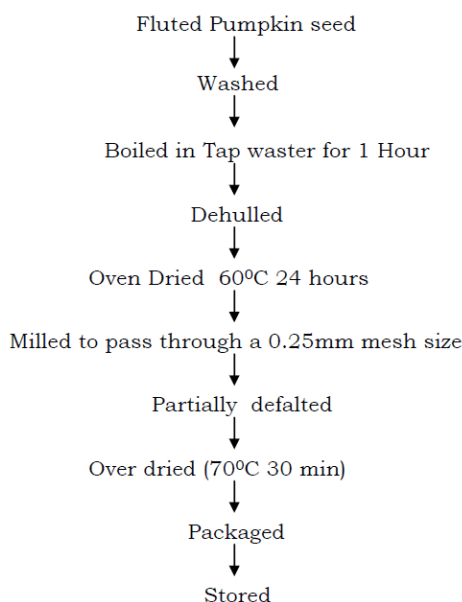 Fluted Pumpkin seed
Washed
Boiled in Tap waster for 1 Hour
Dehulled
Oven Dried 60⁰C 24 hours
Milled to pass through a 0.25mm mesh size
Partially defalted
Over dried (70⁰C 30 min)
Packaged
Stored